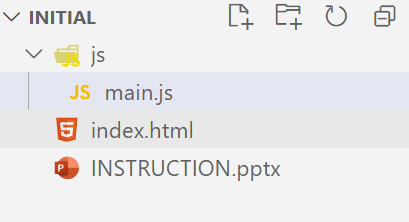 INITIAL
js
JS main.js
index.html
INSTRUCTION.pptx